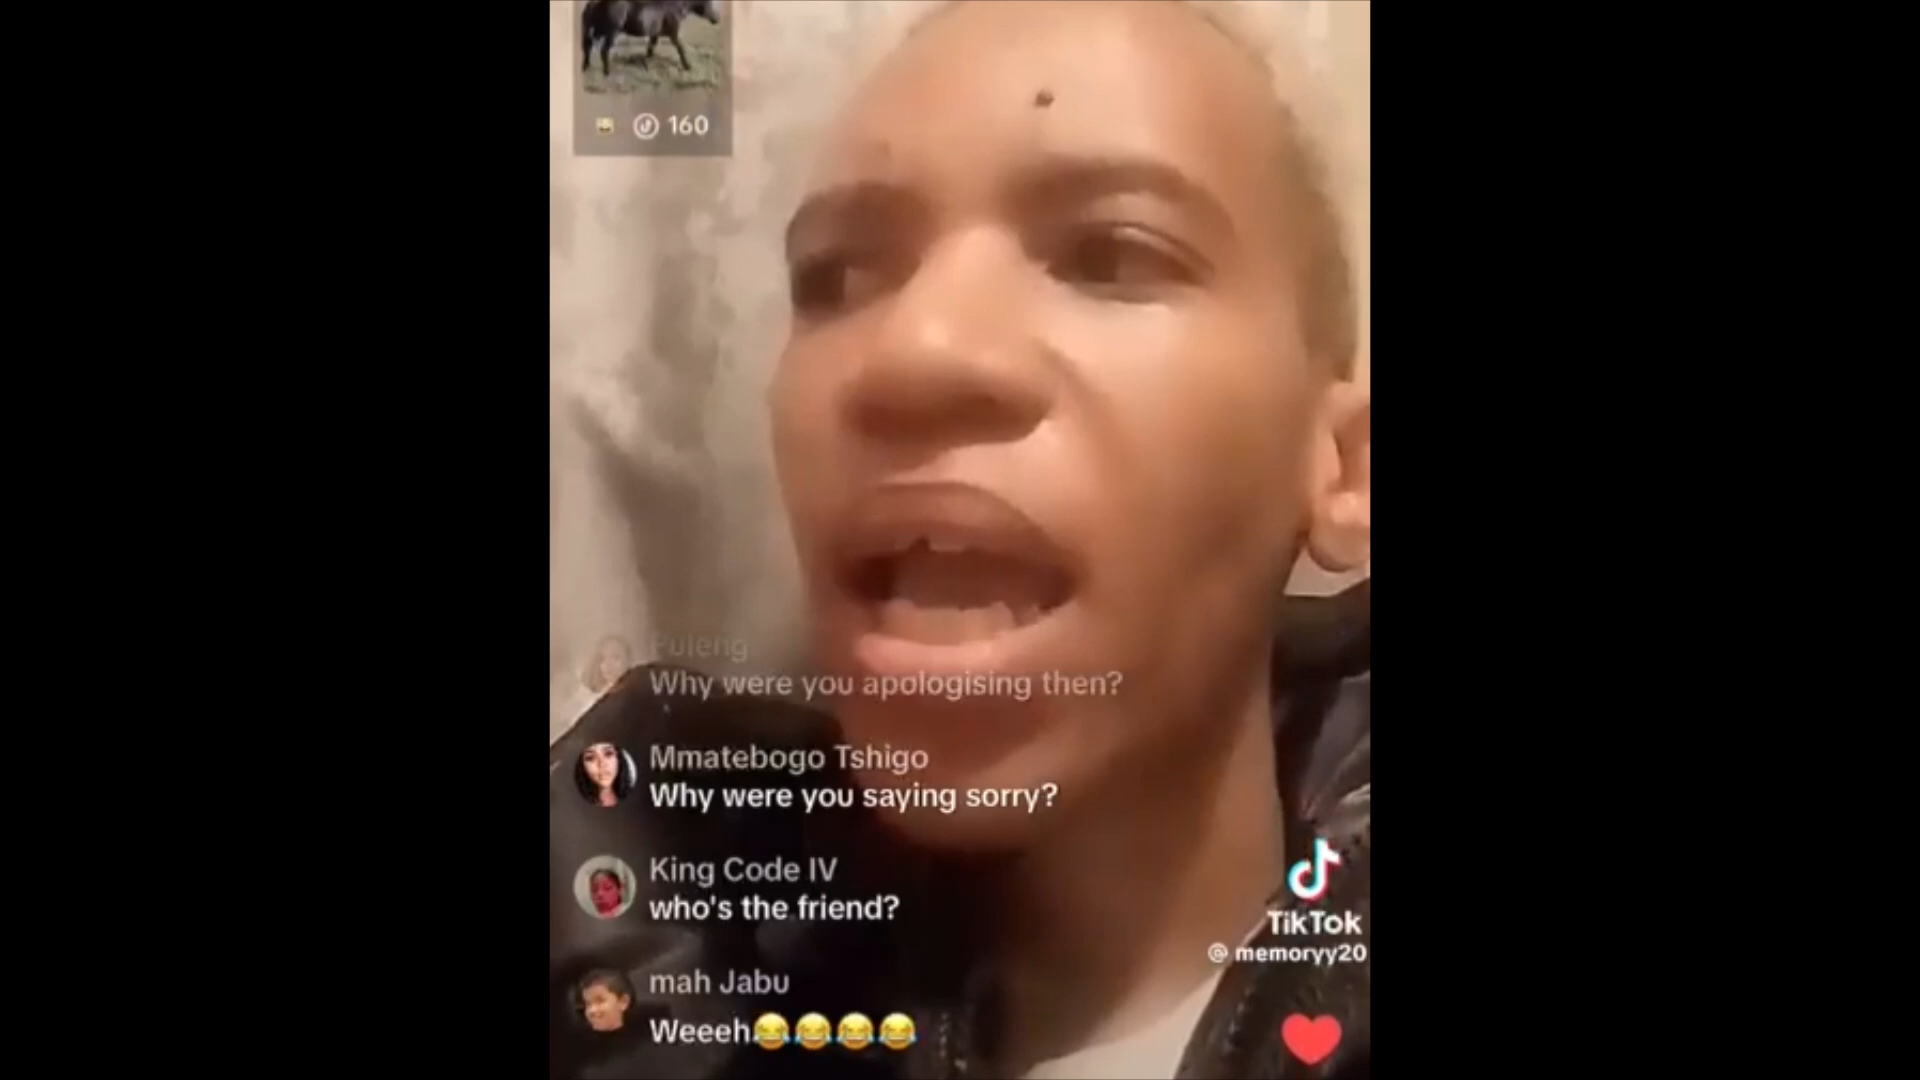 160
Puleng
Why were you apologising then?
Mmatebogo Tshigo
Why were you saying sorry?
King Code IV
who's the friend?
mah Jabu
Weeeh😂😂😂😂
TikTok
@ memoryy20